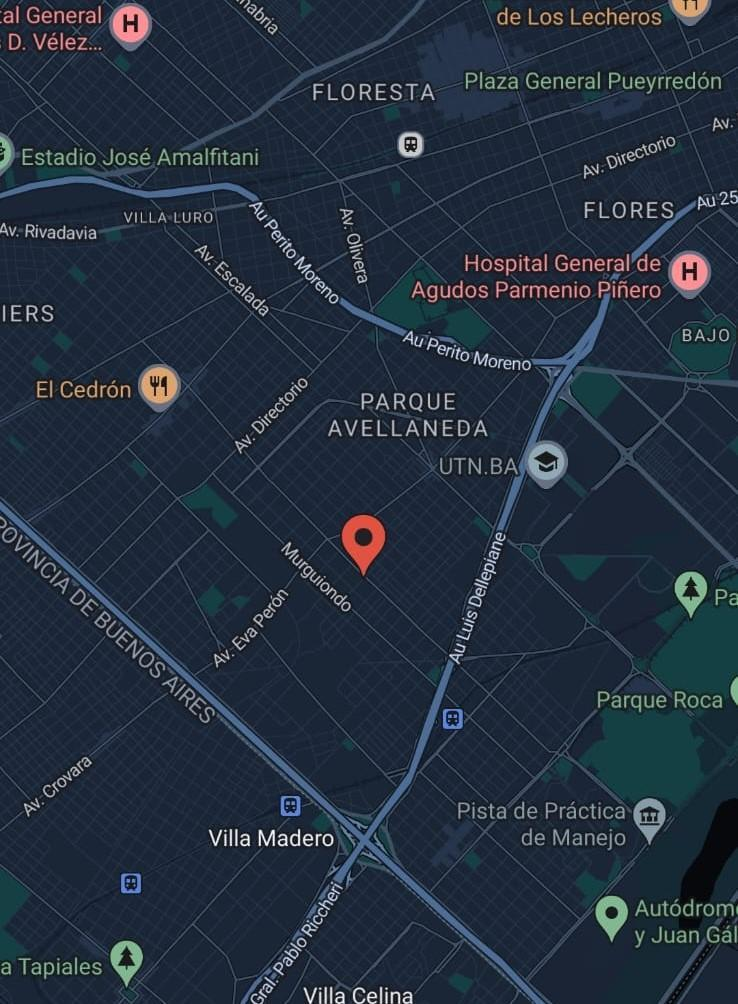 tal General
s D. Vélez...
nabria
de Los Lecheros
FLORESTA
Plaza General Pueyrredón
Av.
Estadio José Amalfitani
Av. Directorio
Au 25
FLORES
VILLA LURO
Av. Rivadavia
Au Perito Moreno
Av. Olivera
Av. Escalada
Hospital General de
Agudos Parmenio Piñero
IERS
Au Perito Moreno
BAJO
El Cedrón
Av. Directorio
PARQUE
AVELLANEDA
UTN.BA
Murguiondo
Av. Eva Perón
Au Luis Dellepiane
PROVINCIA DE BUENOS AIRES
Pa
Parque Roca
Av. Crovara
Villa Madero
Pista de Práctica
de Manejo
Gral. Pablo Riccheri
Autódromo
y Juan Gál
a Tapiales
Villa Celina